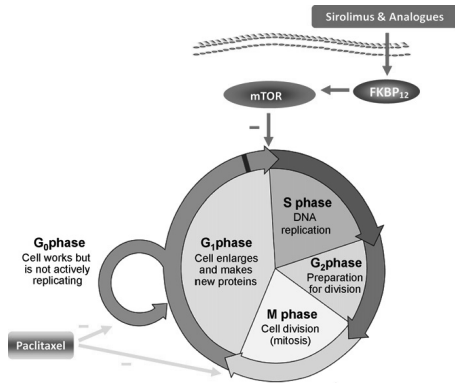 Sirolimus & Analogues
FKBP12
mTOR
–
S phase
DNA
replication
G0phase
Cell works but
is not actively
replicating
G1phase
Cell enlarges
and makes
new proteins
G2phase
Preparation
for division
M phase
Cell division
(mitosis)
–
Paclitaxel
–